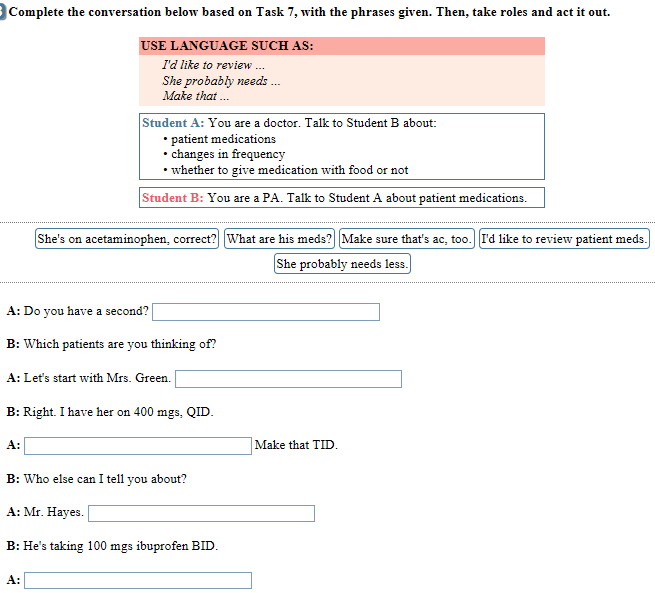 Complete the conversation below based on Task 7, with the phrases given. Then, take roles and act it out.
USE LANGUAGE SUCH AS:
I'd like to review ...
She probably needs ...
Make that ...
Student A: You are a doctor. Talk to Student B about:
• patient medications
• changes in frequency
• whether to give medication with food or not
Student B: You are a PA. Talk to Student A about patient medications.
She's on acetaminophen, correct? What are his meds? Make sure that's ac, too. I'd like to review patient meds.
She probably needs less.
A: Do you have a second?
B: Which patients are you thinking of?
A: Let's start with Mrs. Green.
B: Right. I have her on 400 mgs, QID.
A: Make that TID.
B: Who else can I tell you about?
A: Mr. Hayes.
B: He's taking 100 mgs ibuprofen BID.
A: